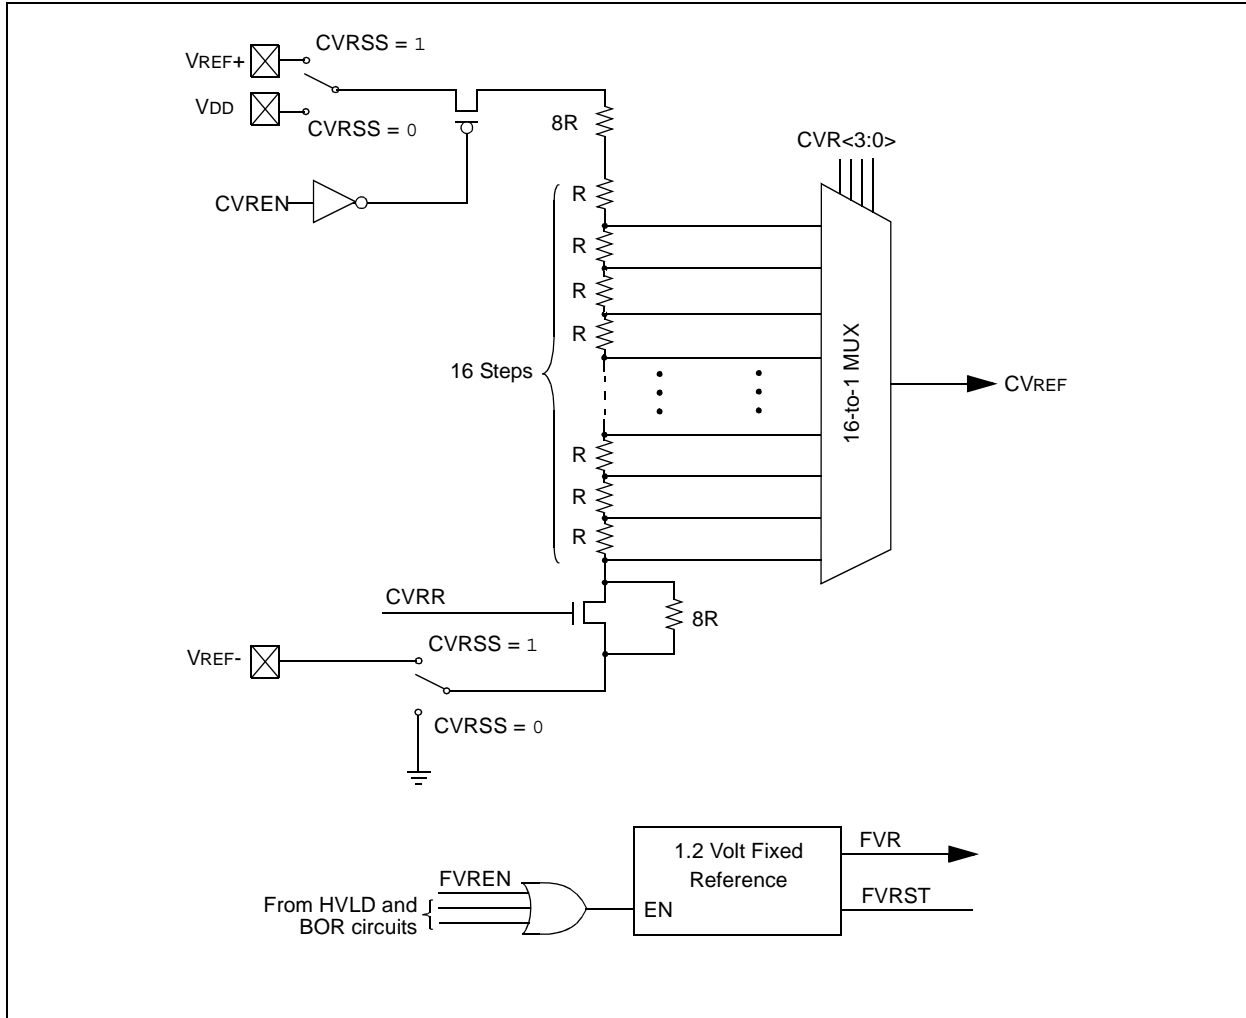 CVRSS = 1
VREF+
VDD
CVRSS = 0
8R
CVR<3:0>
CVREN
R
R
R
R
16 Steps
16-to-1 MUX
CVREF
R
R
R
CVRR
8R
CVRSS = 1
VREF-
CVRSS = 0
1.2 Volt Fixed
Reference
FVR
FVREN
From HVLD and
BOR circuits
EN
FVRST